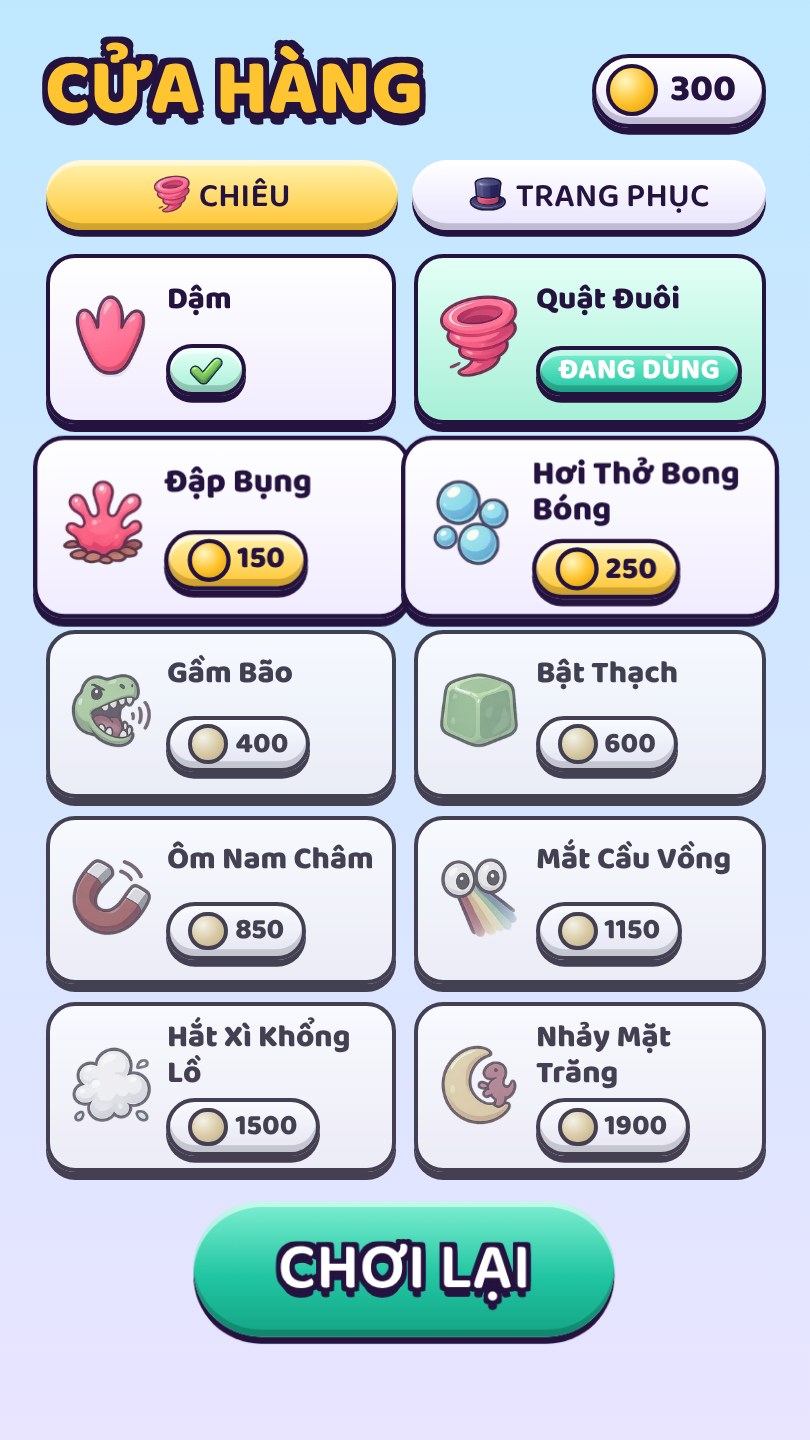 CỬA HÀNG
300
CHIÊU
TRANG PHỤC
Dậm
Quật Đuôi
ĐANG DÙNG
Đập Bụng
150
Hơi Thở Bong
Bóng
250
Gầm Bão
400
Bật Thạch
600
Ôm Nam Châm
850
Mắt Cầu Vồng
1150
Hắt Xì Khổng
Lồ
1500
Nhảy Mặt
Trăng
1900
CHƠI LẠI